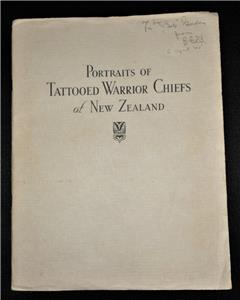 PORTRAITS OF
TATTOOED WARRIOR CHIEFS
of NEW ZEALAND